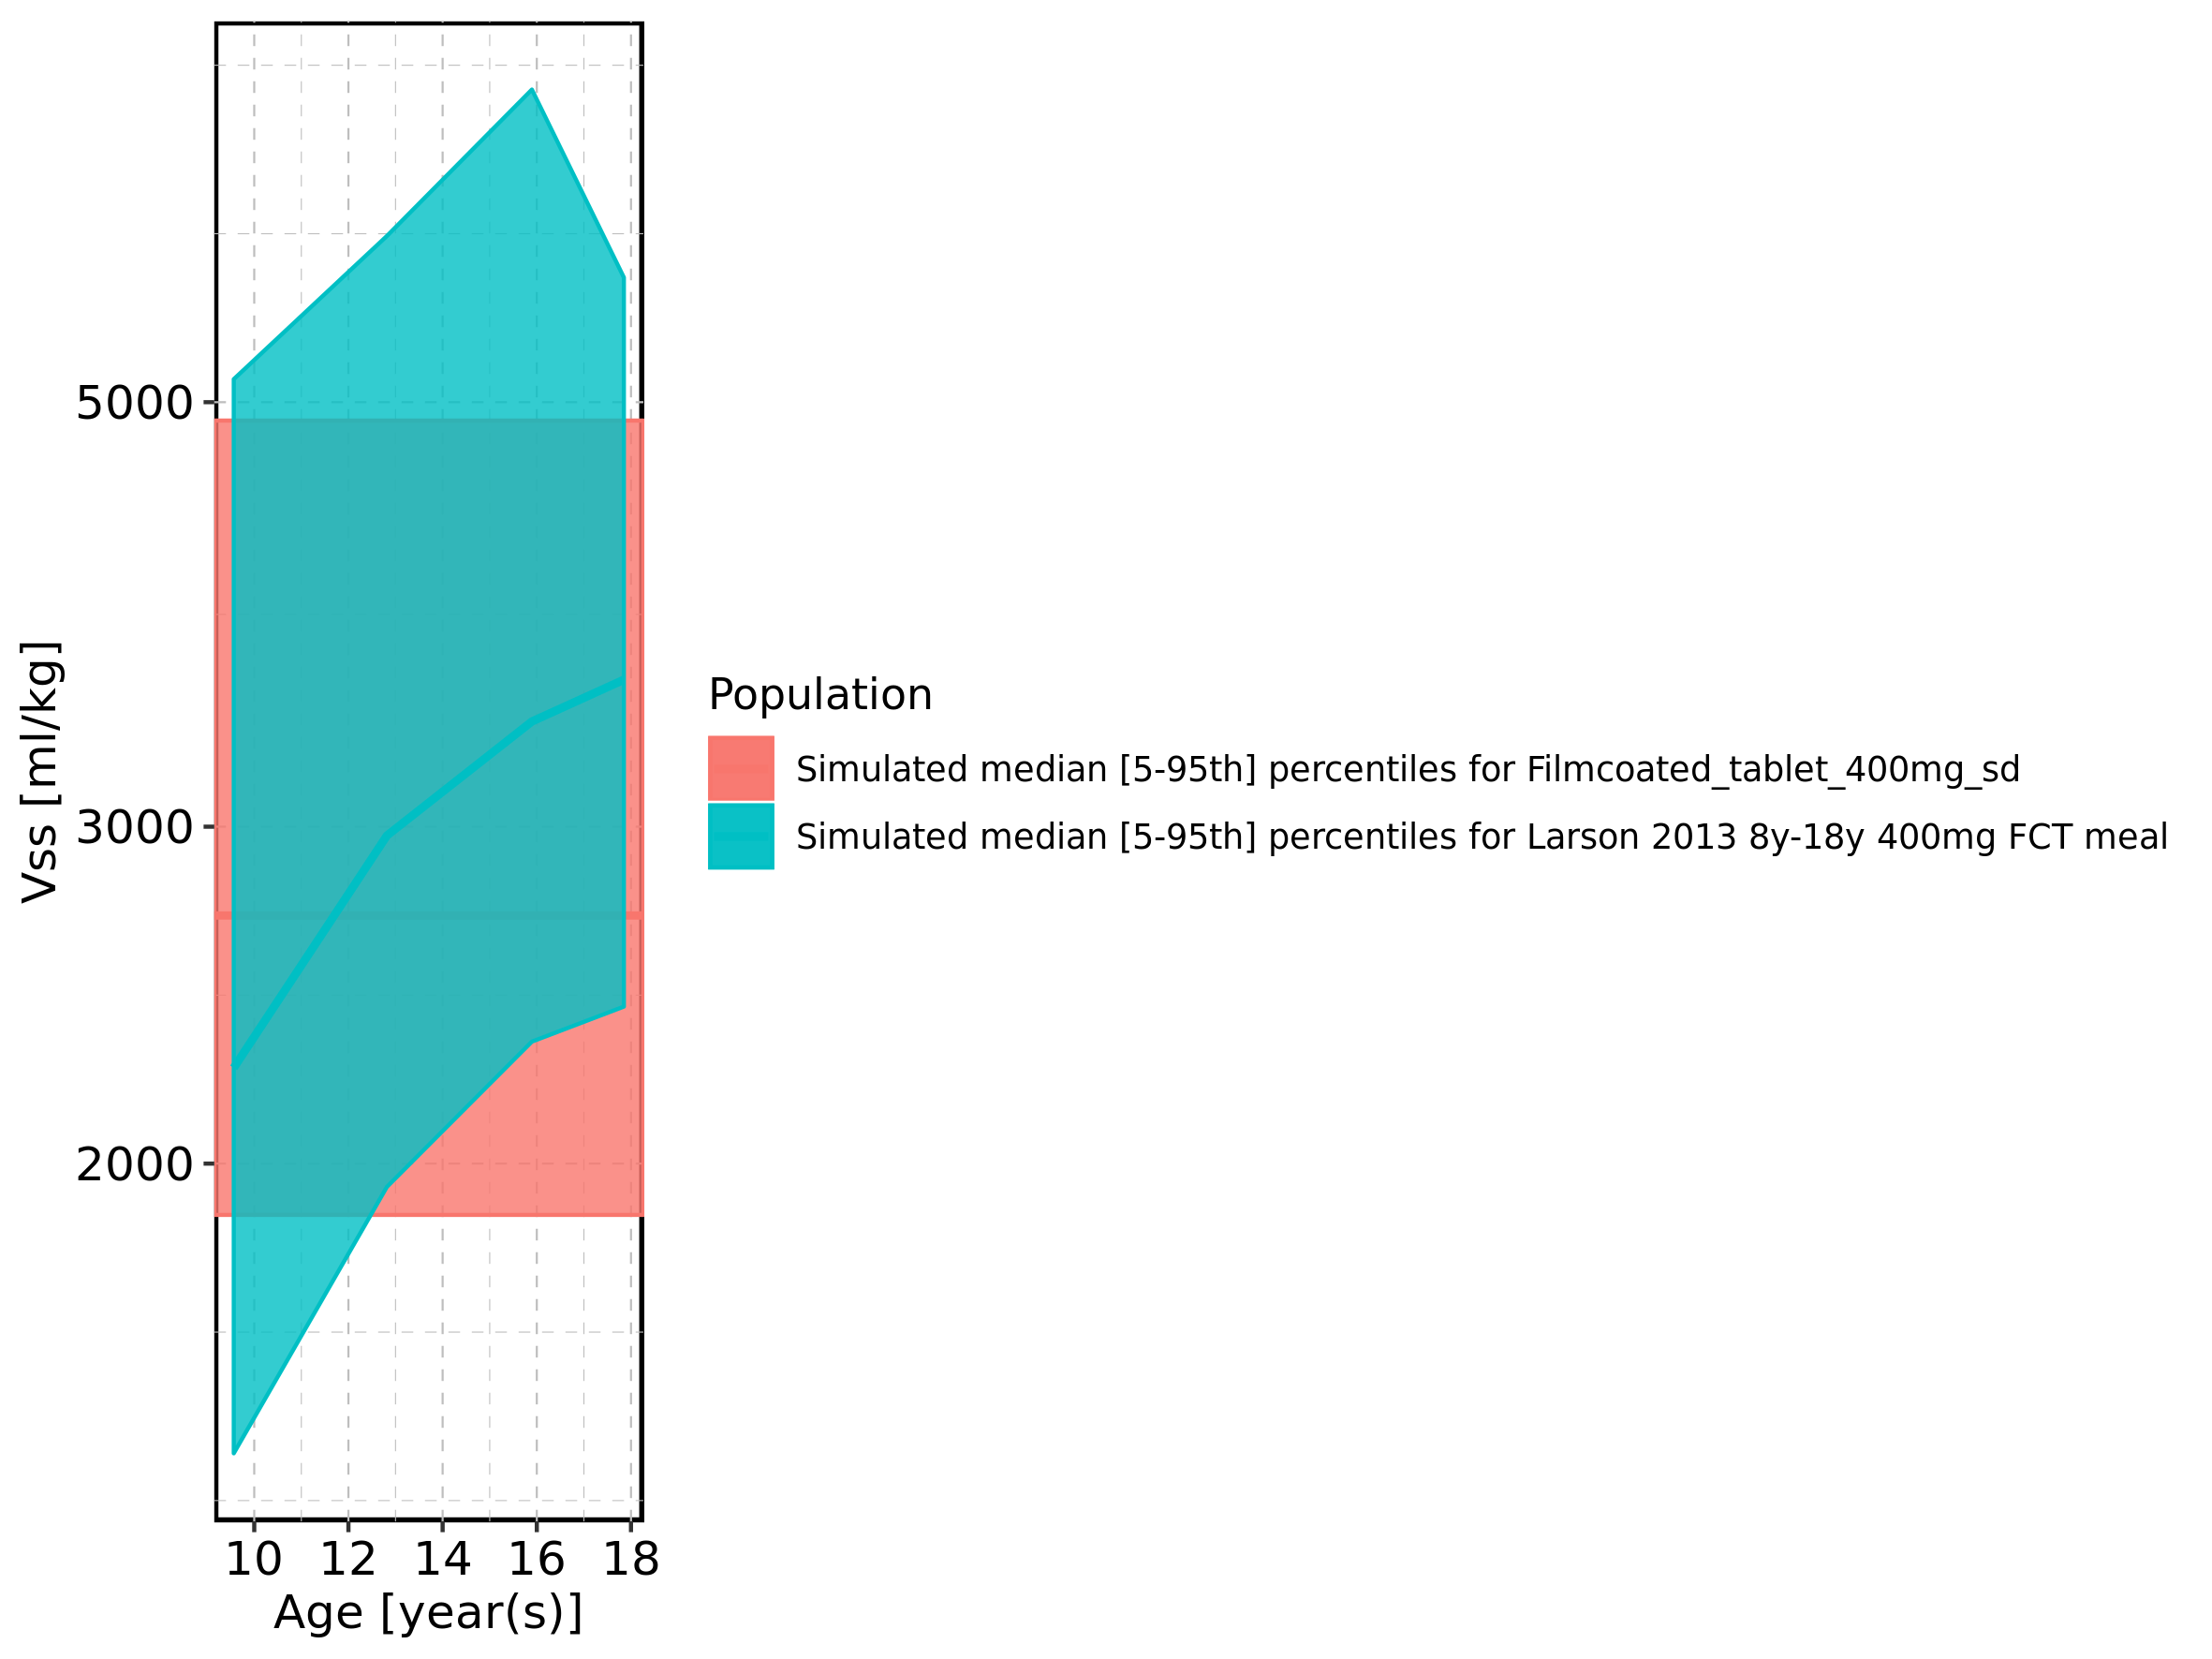 5000
3000
2000
Vss [ml/kg]
10 12 14 16 18
Age [year(s)]
Population
Simulated median [5-95th] percentiles for Filmcoated_tablet_400mg_sd
Simulated median [5-95th] percentiles for Larson 2013 8y-18y 400mg FCT meal